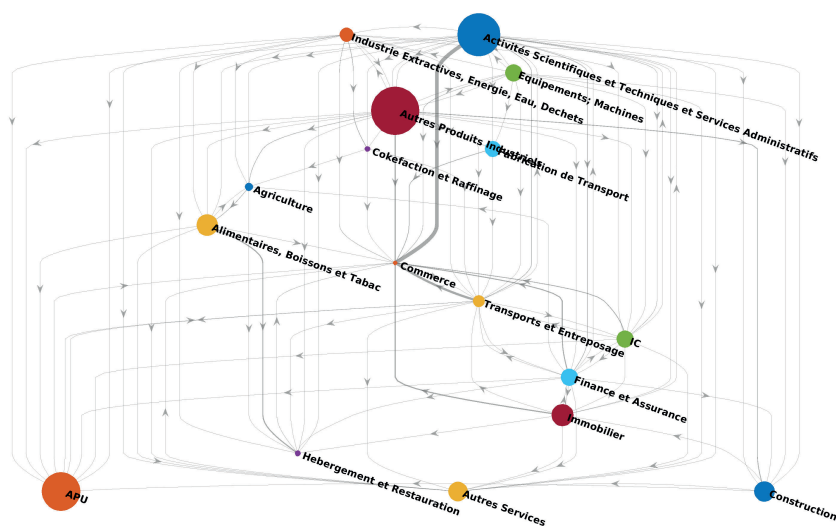 Activités Scientifiques et Techniques et Services Administratifs
Industrie Extractives, Energie, Eau, Dechets
Equipements; Machines
Autres Produits Industriels
Fabrication de Transport
Cokefaction et Raffinage
Agriculture
Alimentaires, Boissons et Tabac
Commerce
Transports et Entreposage
IC
Finance et Assurance
Immobilier
Hebergement et Restauration
APU
Autres Services
Construction